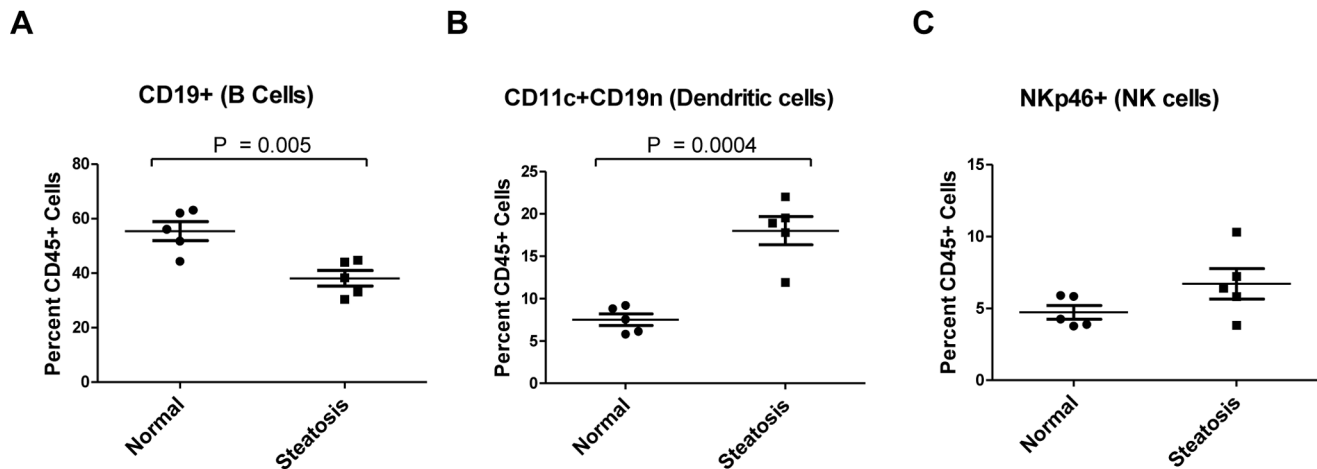 A
B
C
CD19+ (B Cells)
CD11c+CD19n (Dendritic cells)
NKp46+ (NK cells)
P = 0.005
P = 0.0004
Percent CD45+ Cells
80
60
40
20
0
Normal
Steatosis
Percent CD45+ Cells
25
20
15
10
5
0
Normal
Steatosis
Percent CD45+ Cells
15
10
5
0
Normal
Steatosis